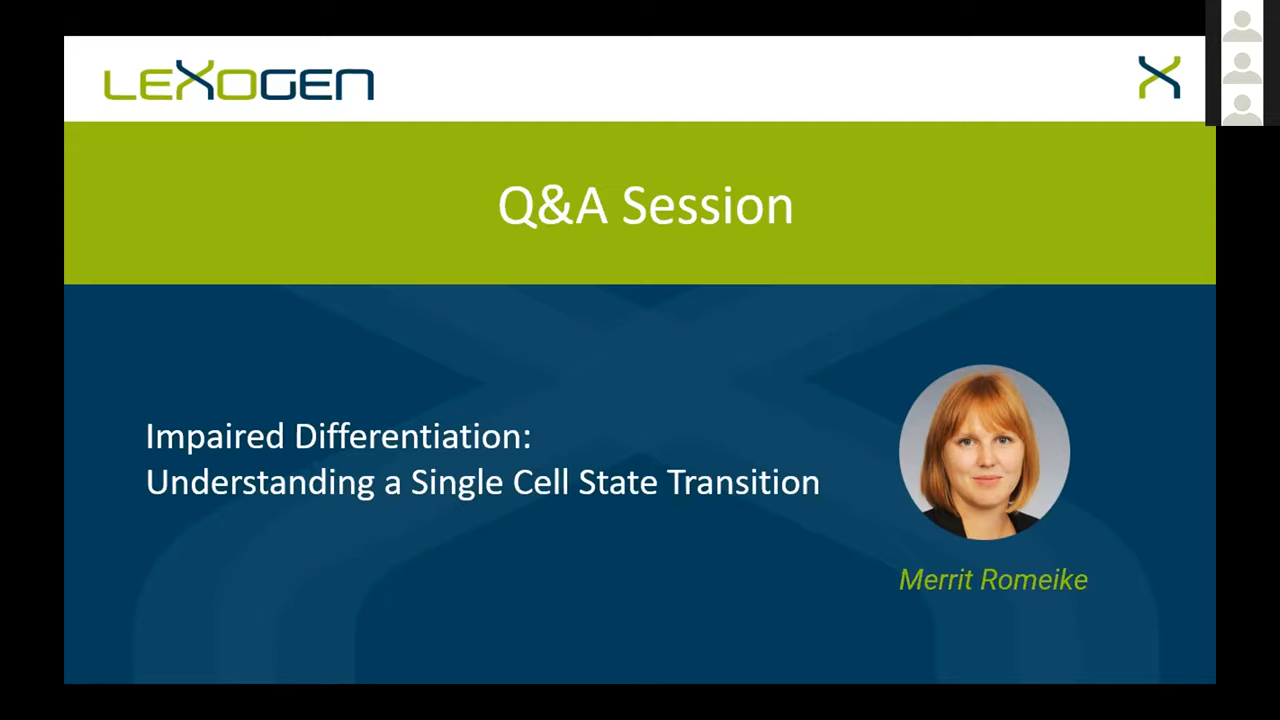 LEXOGEN
Q&A Session
Impaired Differentiation:
Understanding a Single Cell State Transition
Merrit Romeike